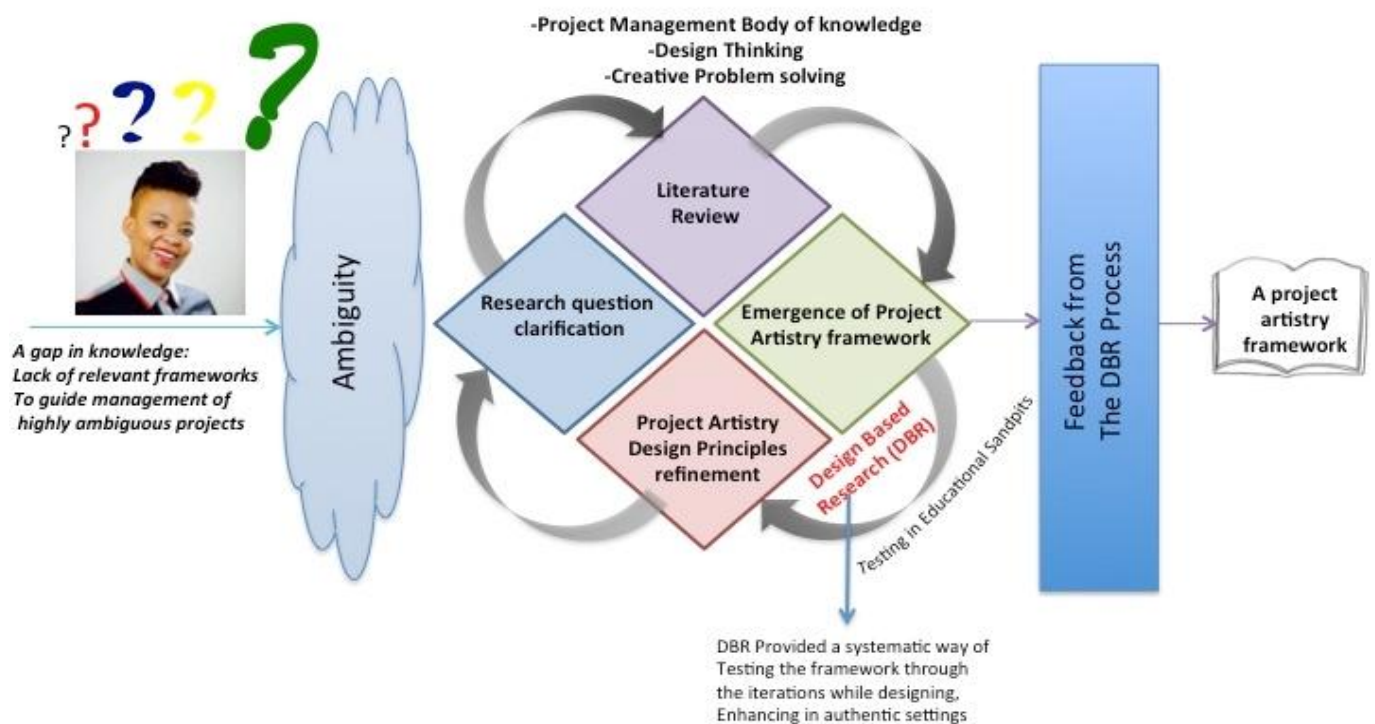 -Project Management Body of knowledge
-Design Thinking
-Creative Problem solving
? ? ? ? ?
A gap in knowledge:
Lack of relevant frameworks
To guide management of
highly ambiguous projects
Ambiguity
Literature
Review
Research question
clarification
Emergence of Project
Artistry framework
Project Artistry
Design Principles
refinement
Design Based
Research (DBR)
Testing in Educational Sandpits
DBR Provided a systematic way of
Testing the framework through
the iterations while designing,
Enhancing in authentic settings
Feedback from
The DBR Process
A project
artistry
framework